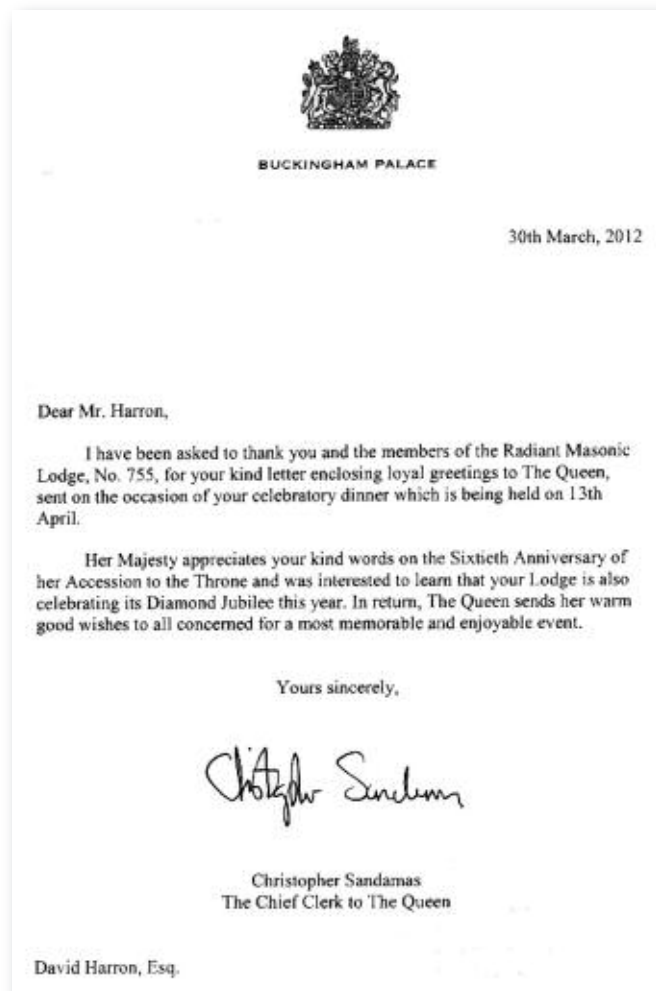 BUCKINGHAM PALACE
30th March, 2012
Dear Mr. Harron,
I have been asked to thank you and the members of the Radiant Masonic
Lodge, No. 755, for your kind letter enclosing loyal greetings to The Queen,
sent on the occasion of your celebratory dinner which is being held on 13th
April.
Her Majesty appreciates your kind words on the Sixtieth Anniversary of
her Accession to the Throne and was interested to learn that your Lodge is also
celebrating its Diamond Jubilee this year. In return, The Queen sends her warm
good wishes to all concerned for a most memorable and enjoyable event.
Yours sincerely,
Christopher Sandamas
Christopher Sandamas
The Chief Clerk to The Queen
David Harron, Esq.